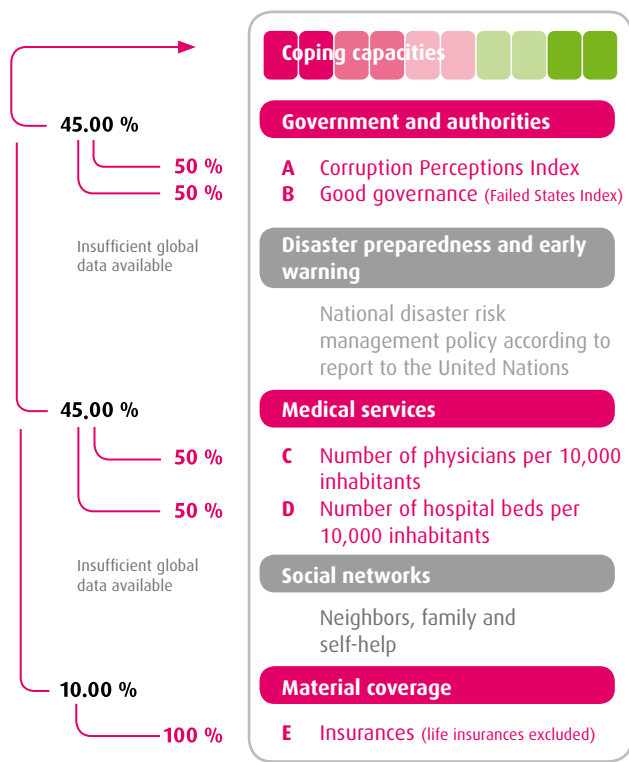 Coping capacities
45.00 %
Government and authorities
50 %
A Corruption Perceptions Index
50 %
B Good governance (Failed States Index)
Insufficient global
data available
Disaster preparedness and early
warning
National disaster risk
management policy according to
report to the United Nations
45.00 %
Medical services
50 %
C Number of physicians per 10,000
inhabitants
50 %
D Number of hospital beds per
10,000 inhabitants
Insufficient global
data available
Social networks
Neighbors, family and
self-help
10.00 %
Material coverage
100 %
E Insurances (life insurances excluded)